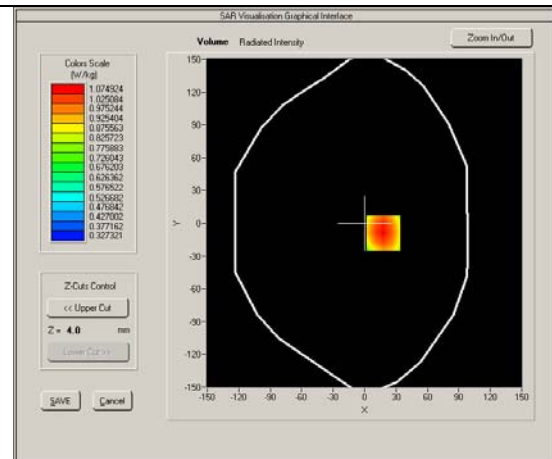 SAR Visualisation Graphical Interface
Volume Radiated Intensity
Zoom In/Out
Colors Scale
(W/kg)
1.074924
1.025084
0.975244
0.925404
0.875563
0.825723
0.775883
0.726043
0.676203
0.626362
0.576522
0.526682
0.476842
0.427002
0.377162
0.327321
Z-Cuts Control
<< Upper Cut
Z = 4.0 mm
Lower Cut >>
SAVE Cancel
150-
120-
90-
60-
30-
0-
-30-
-60-
-90-
-120-
-150-
Y
-150 -120 -90 -60 -30 0 30 60 90 120 150
X